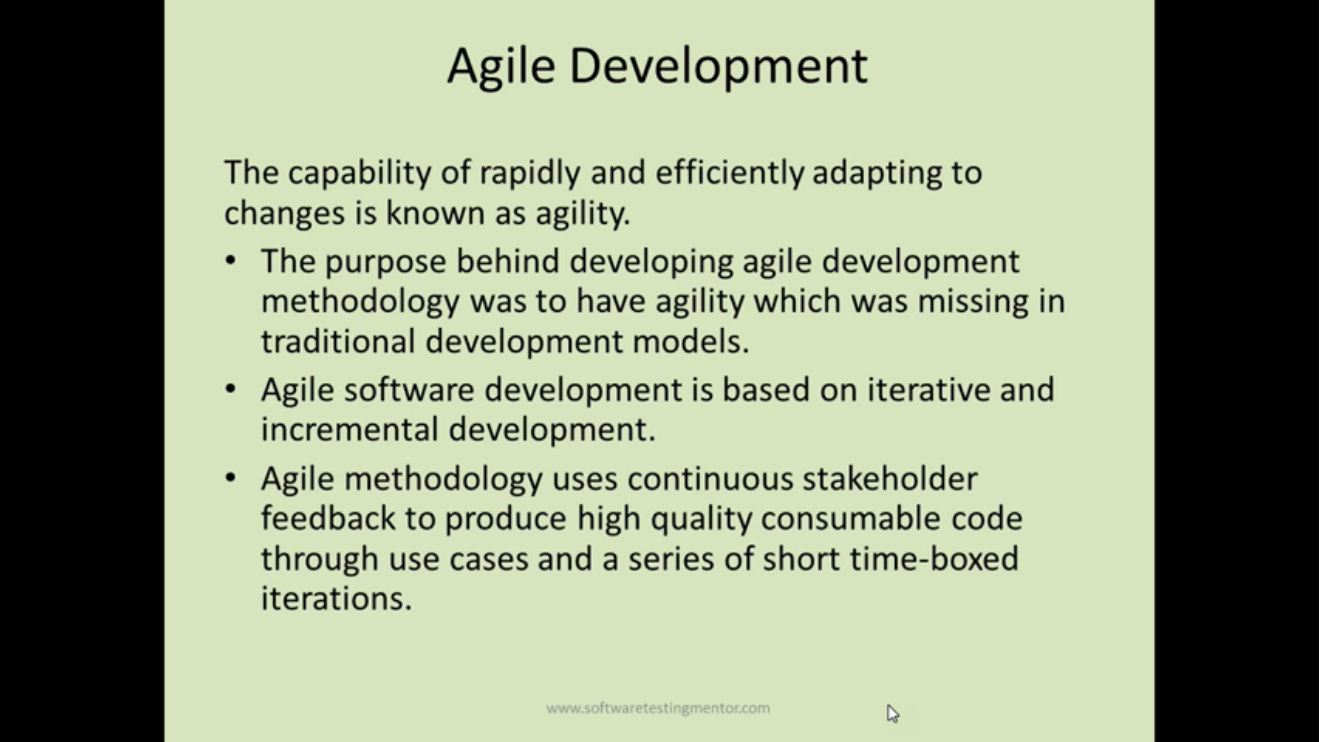 Agile Development
The capability of rapidly and efficiently adapting to
changes is known as agility.
• The purpose behind developing agile development
methodology was to have agility which was missing in
traditional development models.
• Agile software development is based on iterative and
incremental development.
• Agile methodology uses continuous stakeholder
feedback to produce high quality consumable code
through use cases and a series of short time-boxed
iterations.
www.softwaretestingmentor.com